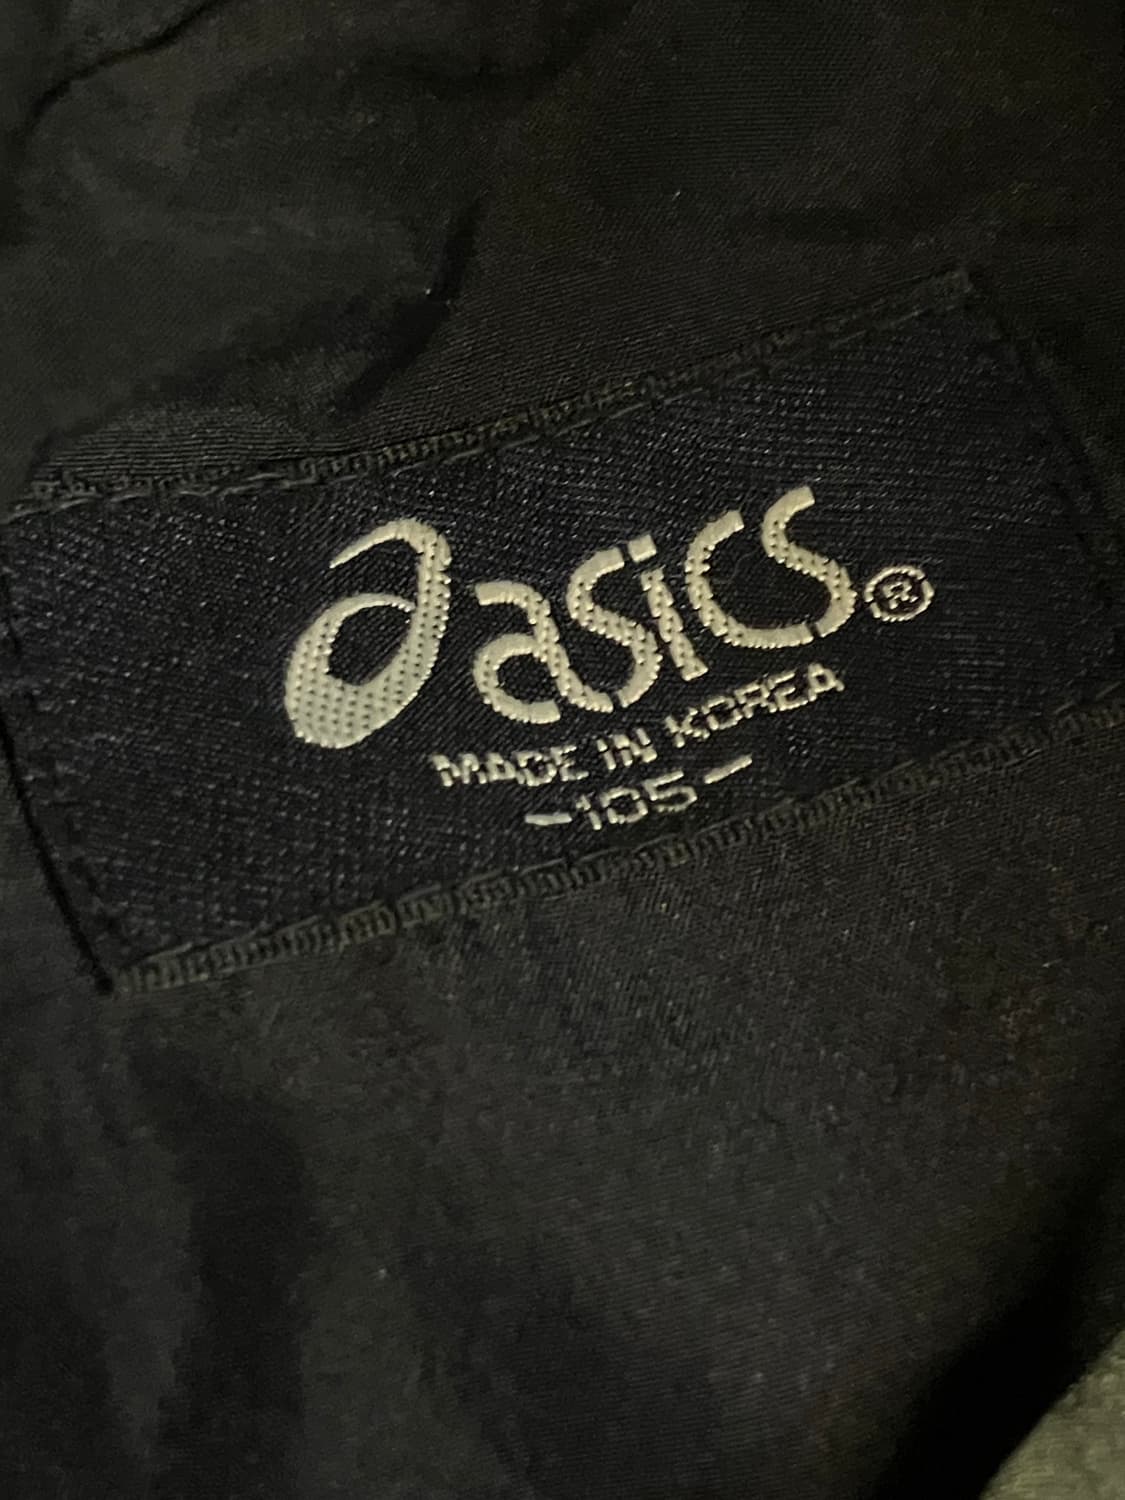 asics®
MADE IN KOREA
-105-